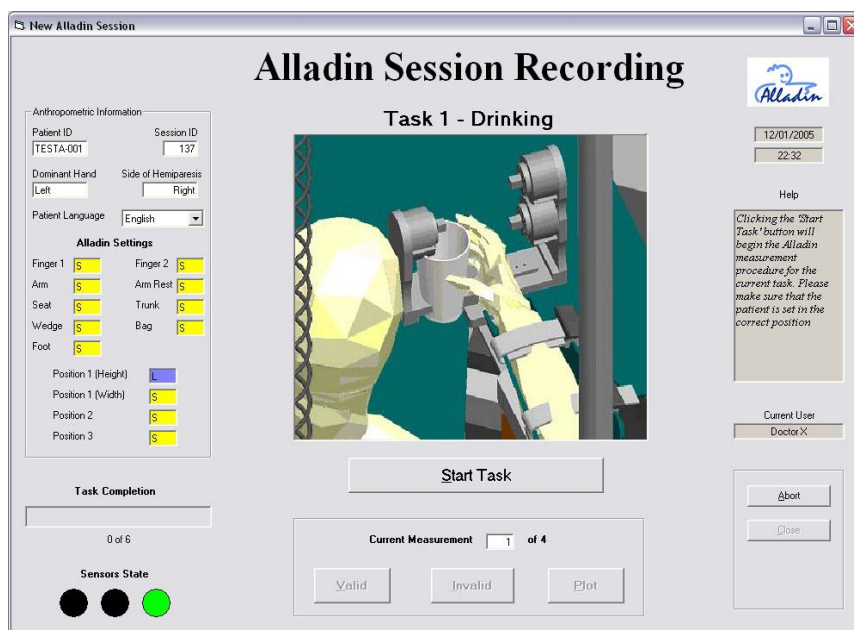 New Alladin Session
Alladin Session Recording
Alladin
12/01/2005
22:32
Anthropometric Information
Patient ID Session ID
TESTA-001 137
Dominant Hand Side of Hemiparesis
Left Right
Patient Language English
Alladin Settings
Finger 1 S Finger 2 S
Arm S Arm Rest S
Seat S Trunk S
Wedge S Bag S
Foot S
Position 1 (Height) L
Position 1 (Width) S
Position 2 S
Position 3 S
Task Completion
0 of 6
Sensors State
Task 1 - Drinking
Start Task
Current Measurement 1 of 4
Valid Invalid Plot
Help
Clicking the 'Start
Task' button will
begin the Alladin
measurement
procedure for the
current task. Please
make sure that the
patient is set in the
correct position
Current User
Doctor X
Abort
Close